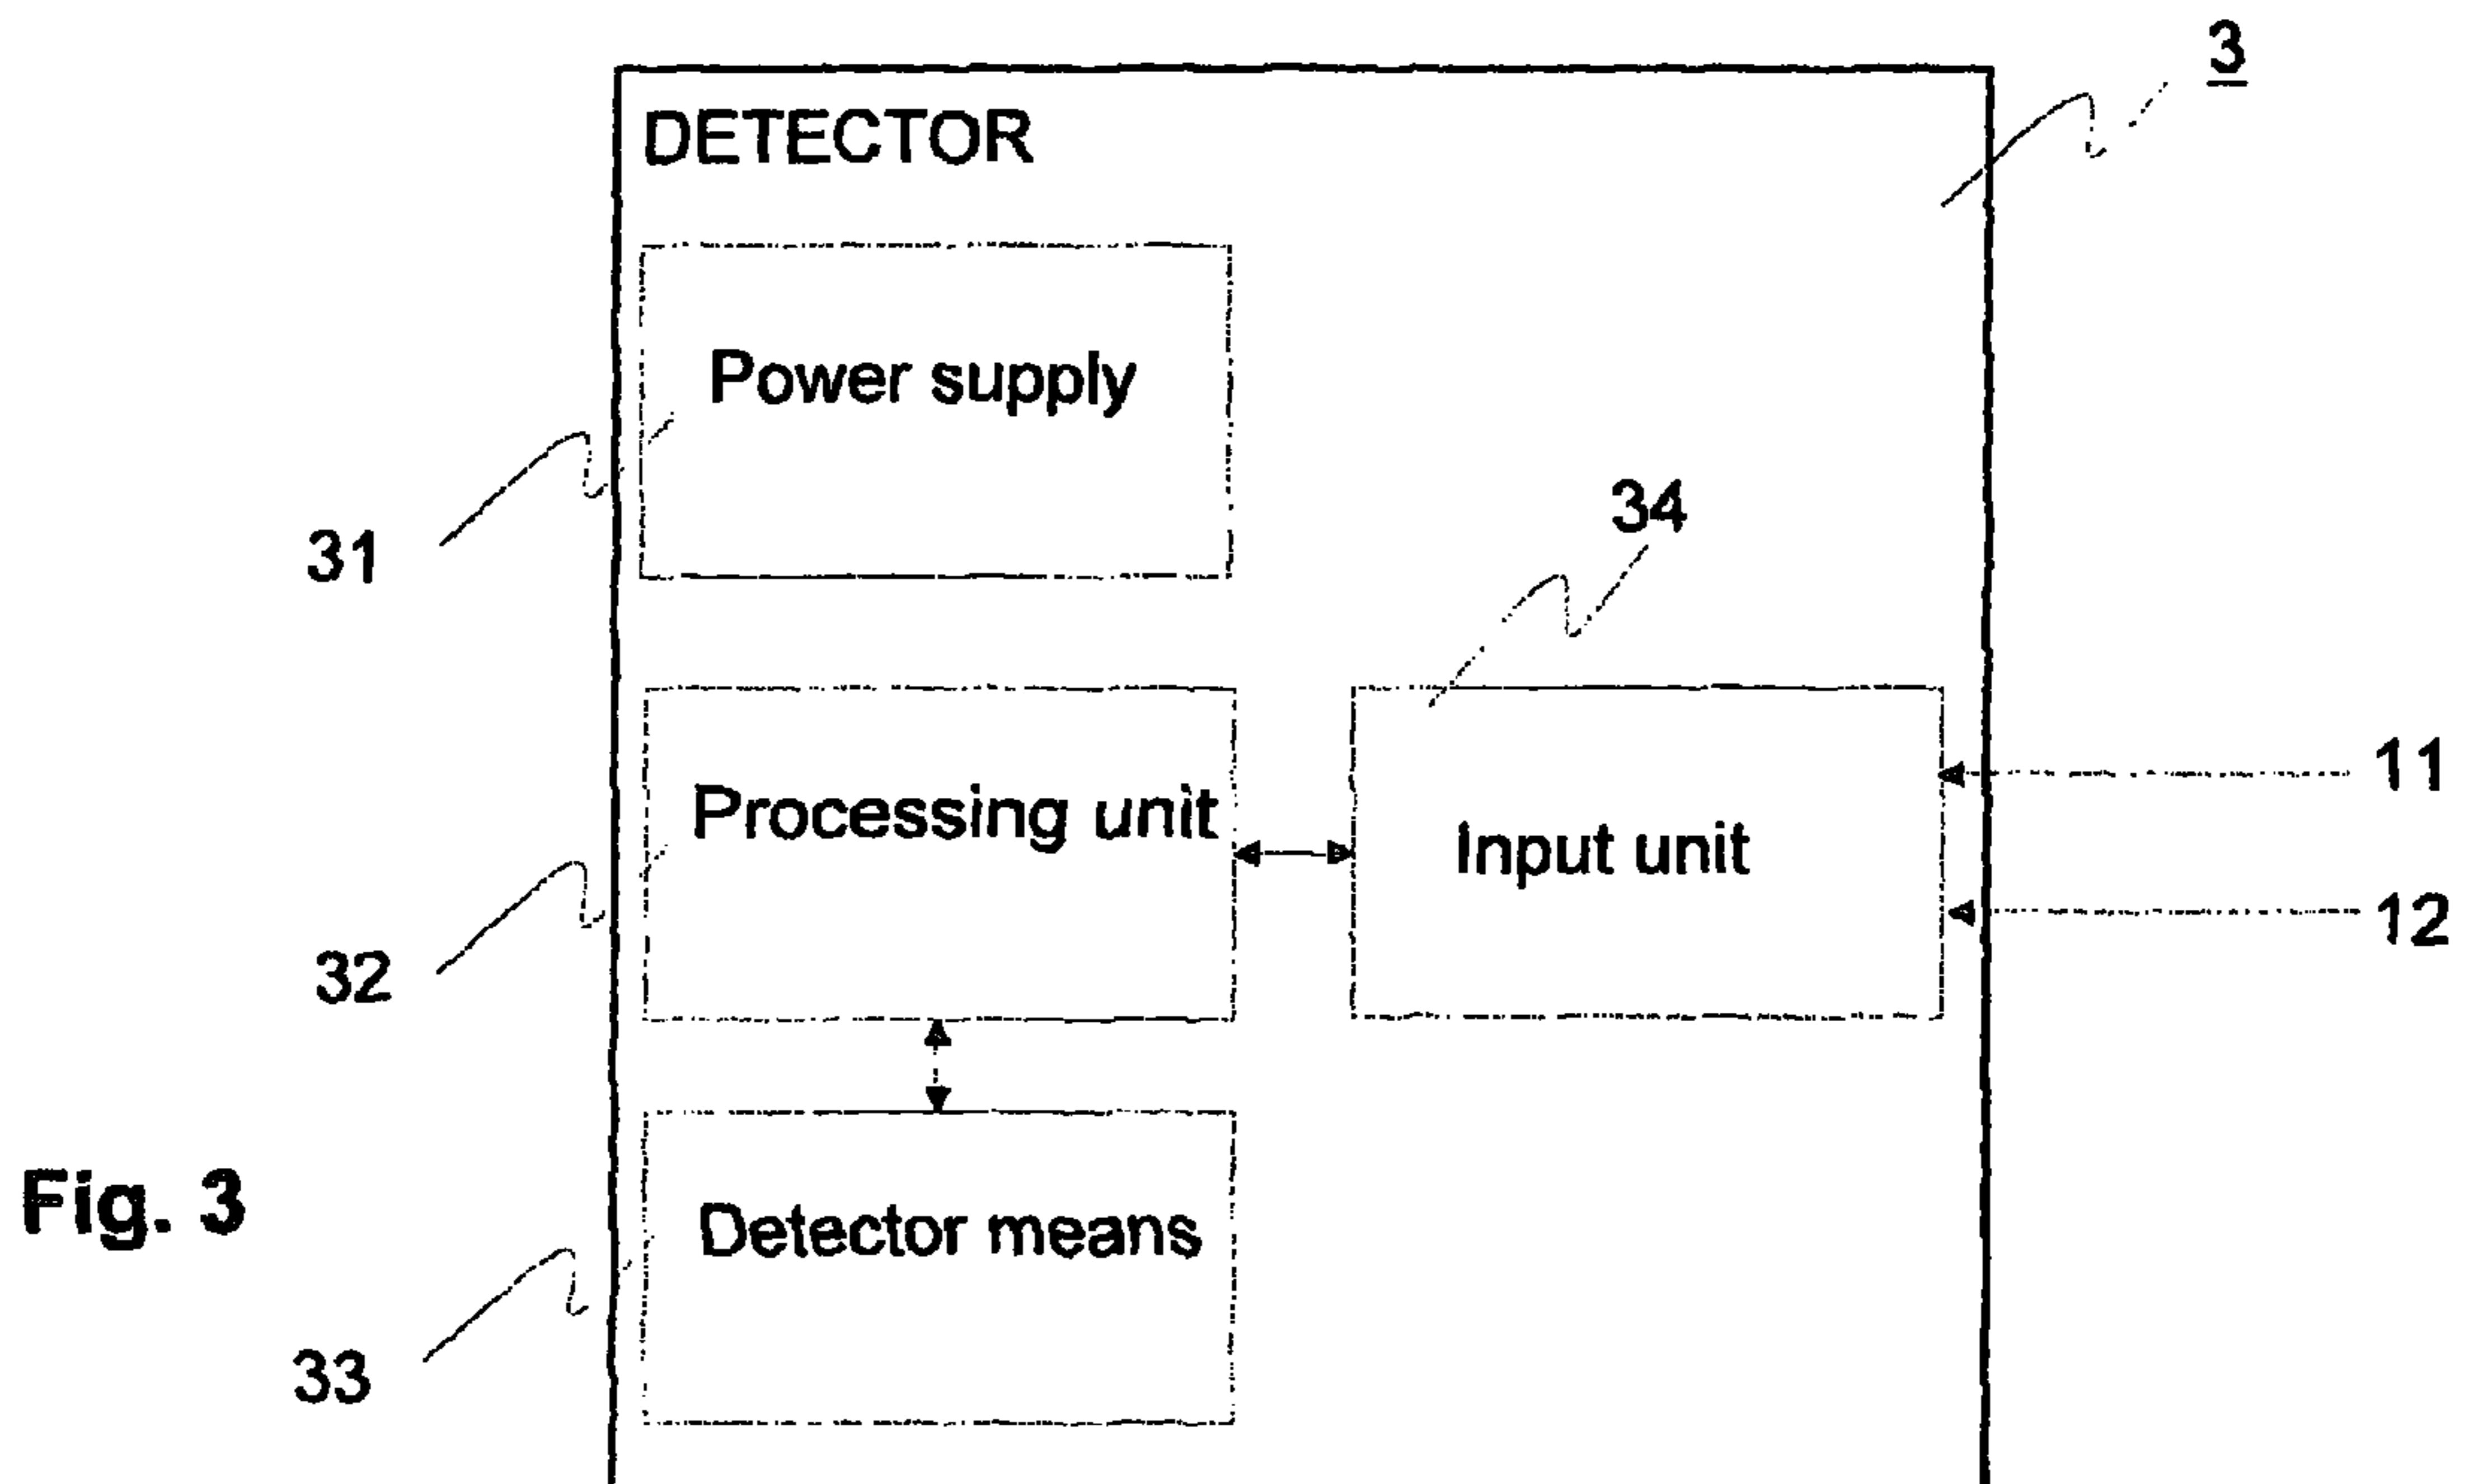 3
DETECTOR
Power supply
31
34
Processing unit
Input unit
11
12
32
Detector means
33
Fig. 3